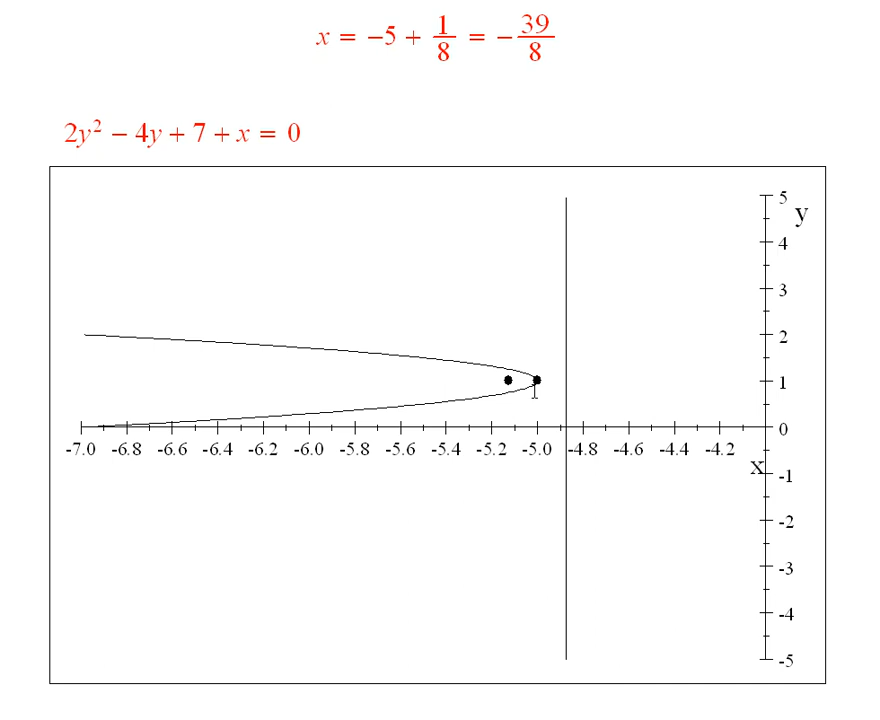 x = −5 + 1/8 = −39/8
2y² − 4y + 7 + x = 0
5
y
4
3
2
1
0
-7.0 -6.8 -6.6 -6.4 -6.2 -6.0 -5.8 -5.6 -5.4 -5.2 -5.0 -4.8 -4.6 -4.4 -4.2
x
-1
-2
-3
-4
-5